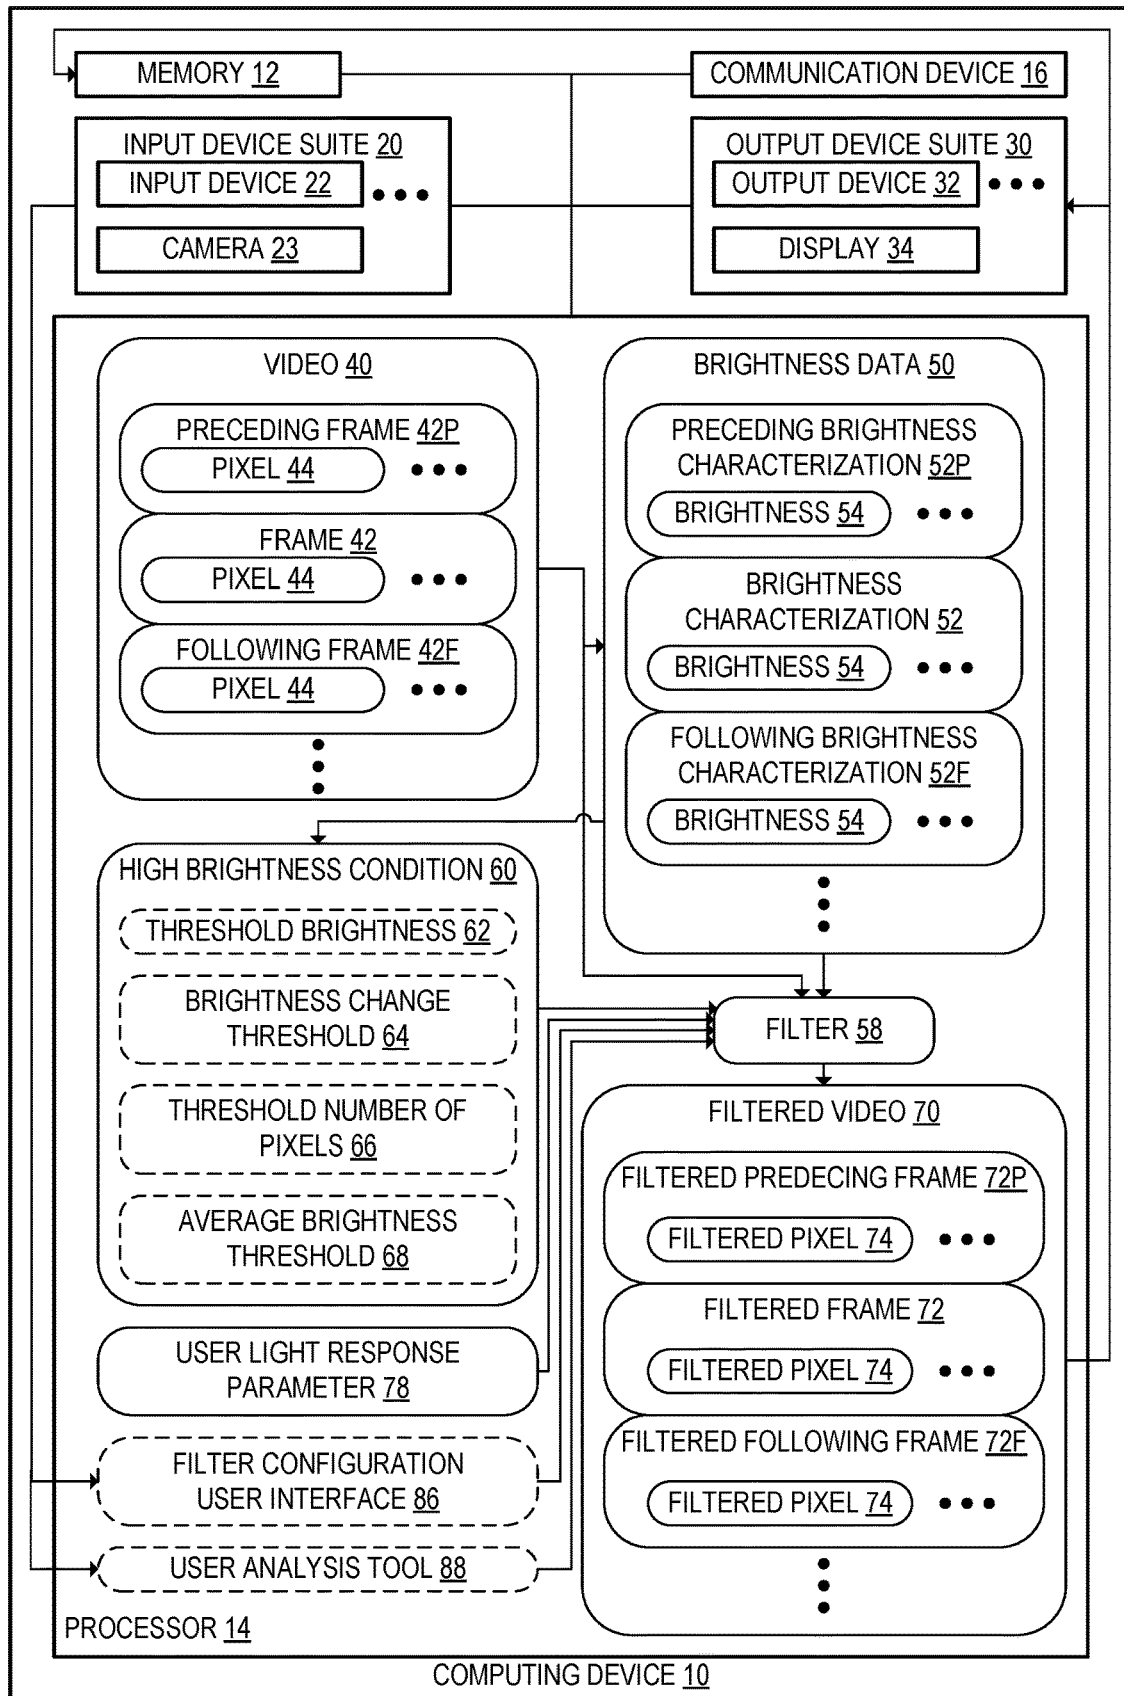 MEMORY 12
COMMUNICATION DEVICE 16
INPUT DEVICE SUITE 20
INPUT DEVICE 22
CAMERA 23
OUTPUT DEVICE SUITE 30
OUTPUT DEVICE 32
DISPLAY 34
VIDEO 40
PRECEDING FRAME 42P
PIXEL 44
FRAME 42
PIXEL 44
FOLLOWING FRAME 42F
PIXEL 44
BRIGHTNESS DATA 50
PRECEDING BRIGHTNESS
CHARACTERIZATION 52P
BRIGHTNESS 54
BRIGHTNESS
CHARACTERIZATION 52
BRIGHTNESS 54
FOLLOWING BRIGHTNESS
CHARACTERIZATION 52F
BRIGHTNESS 54
HIGH BRIGHTNESS CONDITION 60
THRESHOLD BRIGHTNESS 62
BRIGHTNESS CHANGE
THRESHOLD 64
THRESHOLD NUMBER OF
PIXELS 66
AVERAGE BRIGHTNESS
THRESHOLD 68
FILTER 58
FILTERED VIDEO 70
FILTERED PREDECING FRAME 72P
FILTERED PIXEL 74
FILTERED FRAME 72
FILTERED PIXEL 74
FILTERED FOLLOWING FRAME 72F
FILTERED PIXEL 74
USER LIGHT RESPONSE
PARAMETER 78
FILTER CONFIGURATION
USER INTERFACE 86
USER ANALYSIS TOOL 88
PROCESSOR 14
COMPUTING DEVICE 10